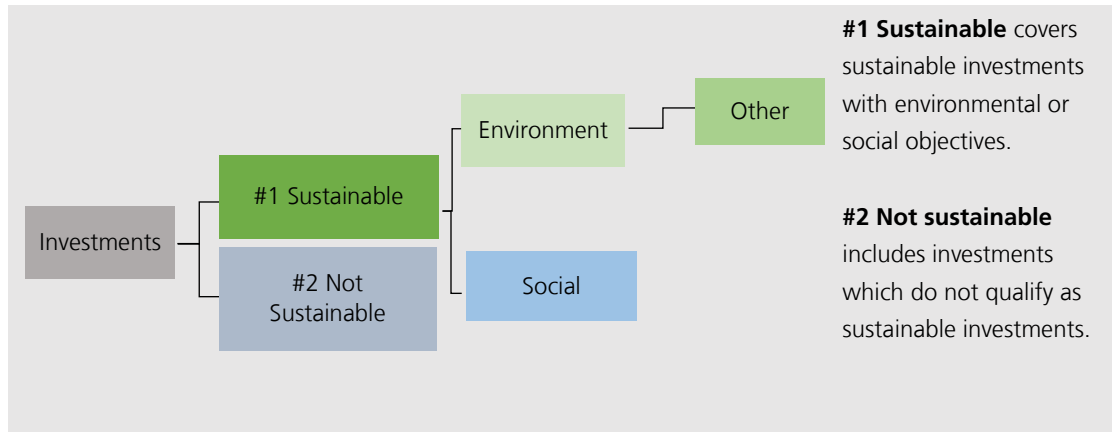 Investments
#1 Sustainable
#2 Not
Sustainable
Environment
Social
Other
#1 Sustainable covers
sustainable investments
with environmental or
social objectives.
#2 Not sustainable
includes investments
which do not qualify as
sustainable investments.